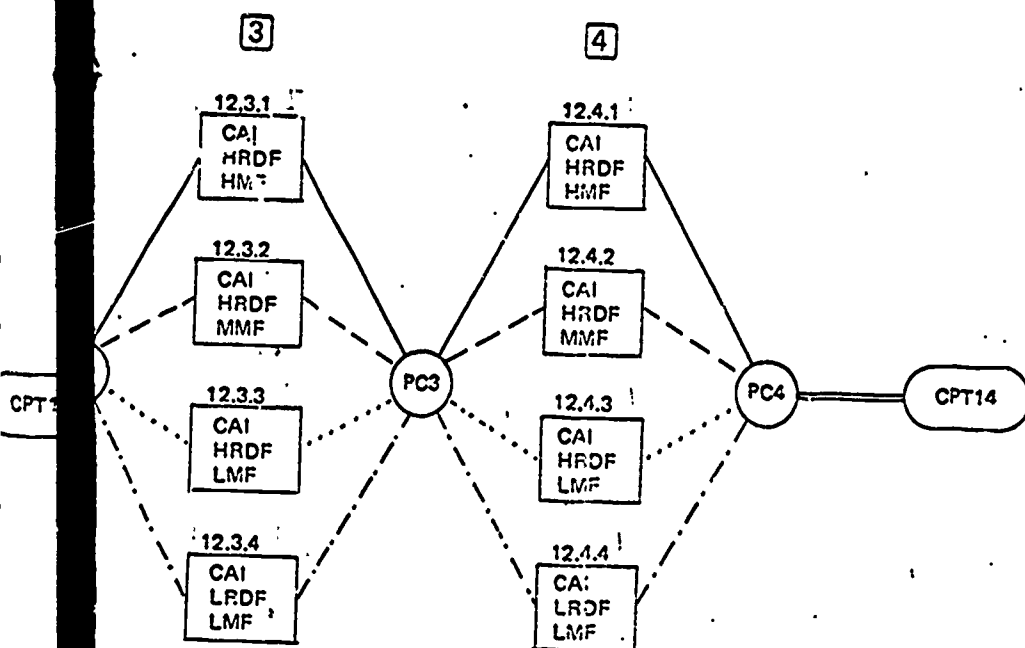 3
4
12.3.1
CAI
HRDF
12.4.1
CAI
HRDF
HMF
12.3.2
CAI
HRDF
MMF
12.4.2
CAI
HRDF
MMF
PC3
PC4
CPT14
12.3.3
CAI
HRDF
LMF
12.4.3
CAI
HRDF
LMF
12.3.4
CAI
LRDF
LMF
12.4.4
CAI
LRDF
LMF